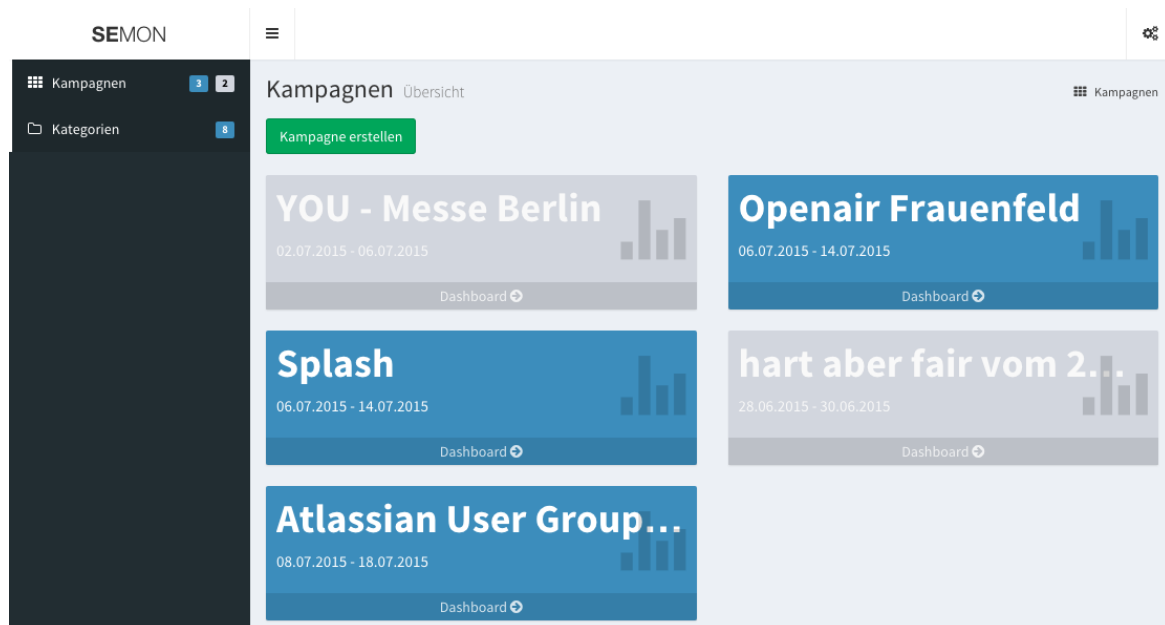 SEMON
Kampagnen 3 2
Kategorien 8
Kampagnen Übersicht
Kampagnen
Kampagne erstellen
YOU - Messe Berlin
02.07.2015 - 06.07.2015
Dashboard
Openair Frauenfeld
06.07.2015 - 14.07.2015
Dashboard
Splash
06.07.2015 - 14.07.2015
Dashboard
hart aber fair vom 2...
28.06.2015 - 30.06.2015
Dashboard
Atlassian User Group...
08.07.2015 - 18.07.2015
Dashboard